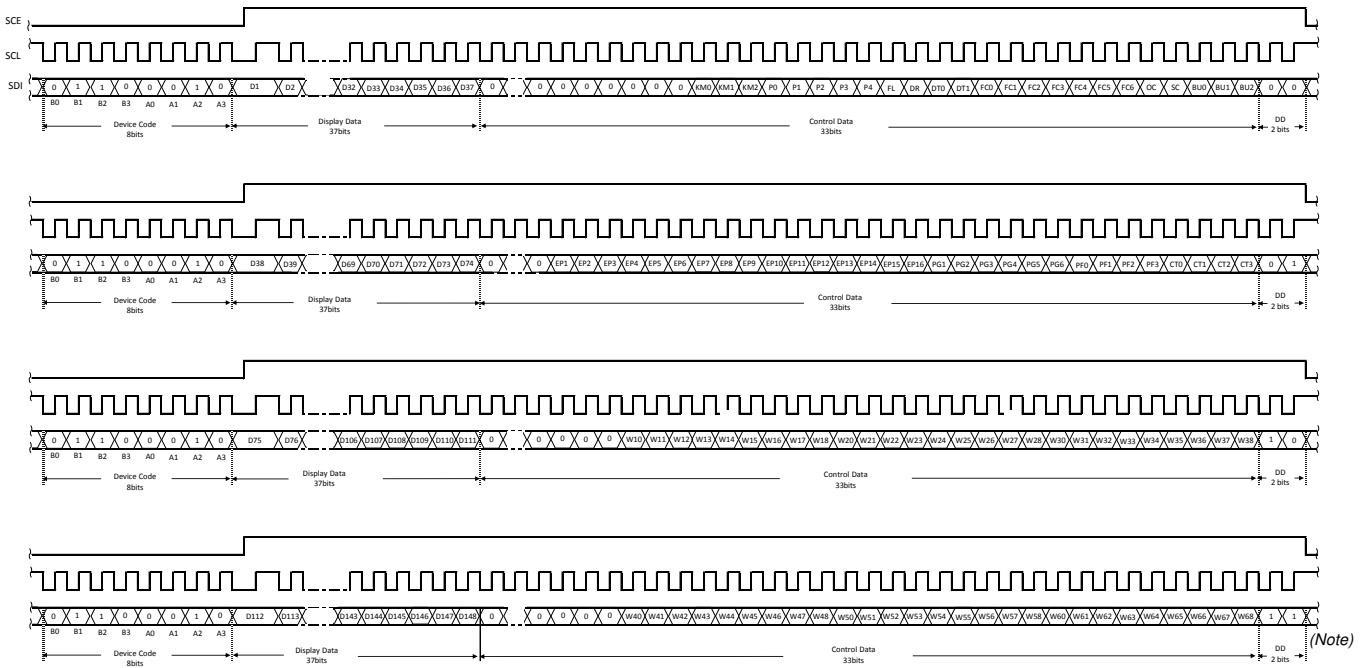 SCE
SCL
SDI 0 1 1 0 0 0 1 0 D1 D2 D32 D33 D34 D35 D36 D37 0 0 0 0 0 0 0 0 KM0 KM1 KM2 P0 P1 P2 P3 P4 FL DR DT0 DT1 FC0 FC1 FC2 FC3 FC4 FC5 FC6 OC SC BU0 BU1 BU2 0 0
B0 B1 B2 B3 A0 A1 A2 A3
Device Code Display Data Control Data DD
8bits 37bits 33bits 2 bits
0 1 1 0 0 0 1 0 D38 D39 D69 D70 D71 D72 D73 D74 0 0 EP1 EP2 EP3 EP4 EP5 EP6 EP7 EP8 EP9 EP10 EP11 EP12 EP13 EP14 EP15 EP16 PG1 PG2 PG3 PG4 PG5 PG6 PF0 PF1 PF2 PF3 CT0 CT1 CT2 CT3 0 1
B0 B1 B2 B3 A0 A1 A2 A3
Device Code Display Data Control Data DD
8bits 37bits 33bits 2 bits
0 1 1 0 0 0 1 0 D75 D76 D106 D107 D108 D109 D110 D111 0 0 0 0 0 W10 W11 W12 W13 W14 W15 W16 W17 W18 W20 W21 W22 W23 W24 W25 W26 W27 W28 W30 W31 W32 W33 W34 W35 W36 W37 W38 1 0
B0 B1 B2 B3 A0 A1 A2 A3
Device Code Display Data Control Data DD
8bits 37bits 33bits 2 bits
0 1 1 0 0 0 1 0 D112 D113 D143 D144 D145 D146 D147 D148 0 0 0 0 0 W40 W41 W42 W43 W44 W45 W46 W47 W48 W50 W51 W52 W53 W54 W55 W56 W57 W58 W60 W61 W62 W63 W64 W65 W66 W67 W68 1 1
B0 B1 B2 B3 A0 A1 A2 A3 (Note)
Device Code Display Data Control Data DD
8bits 37bits 33bits 2 bits